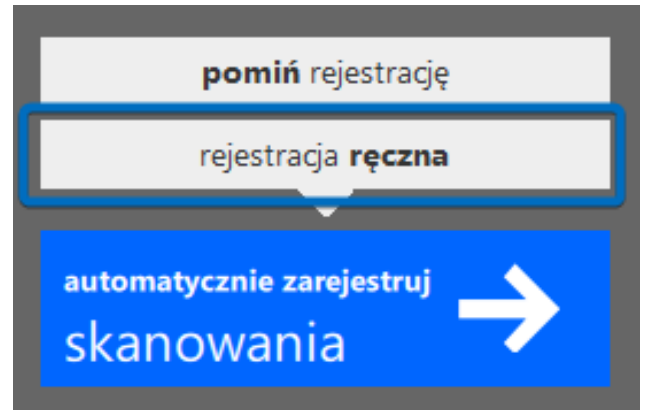 pomiń rejestrację
rejestracja ręczna
automatycznie zarejestruj
skanowania